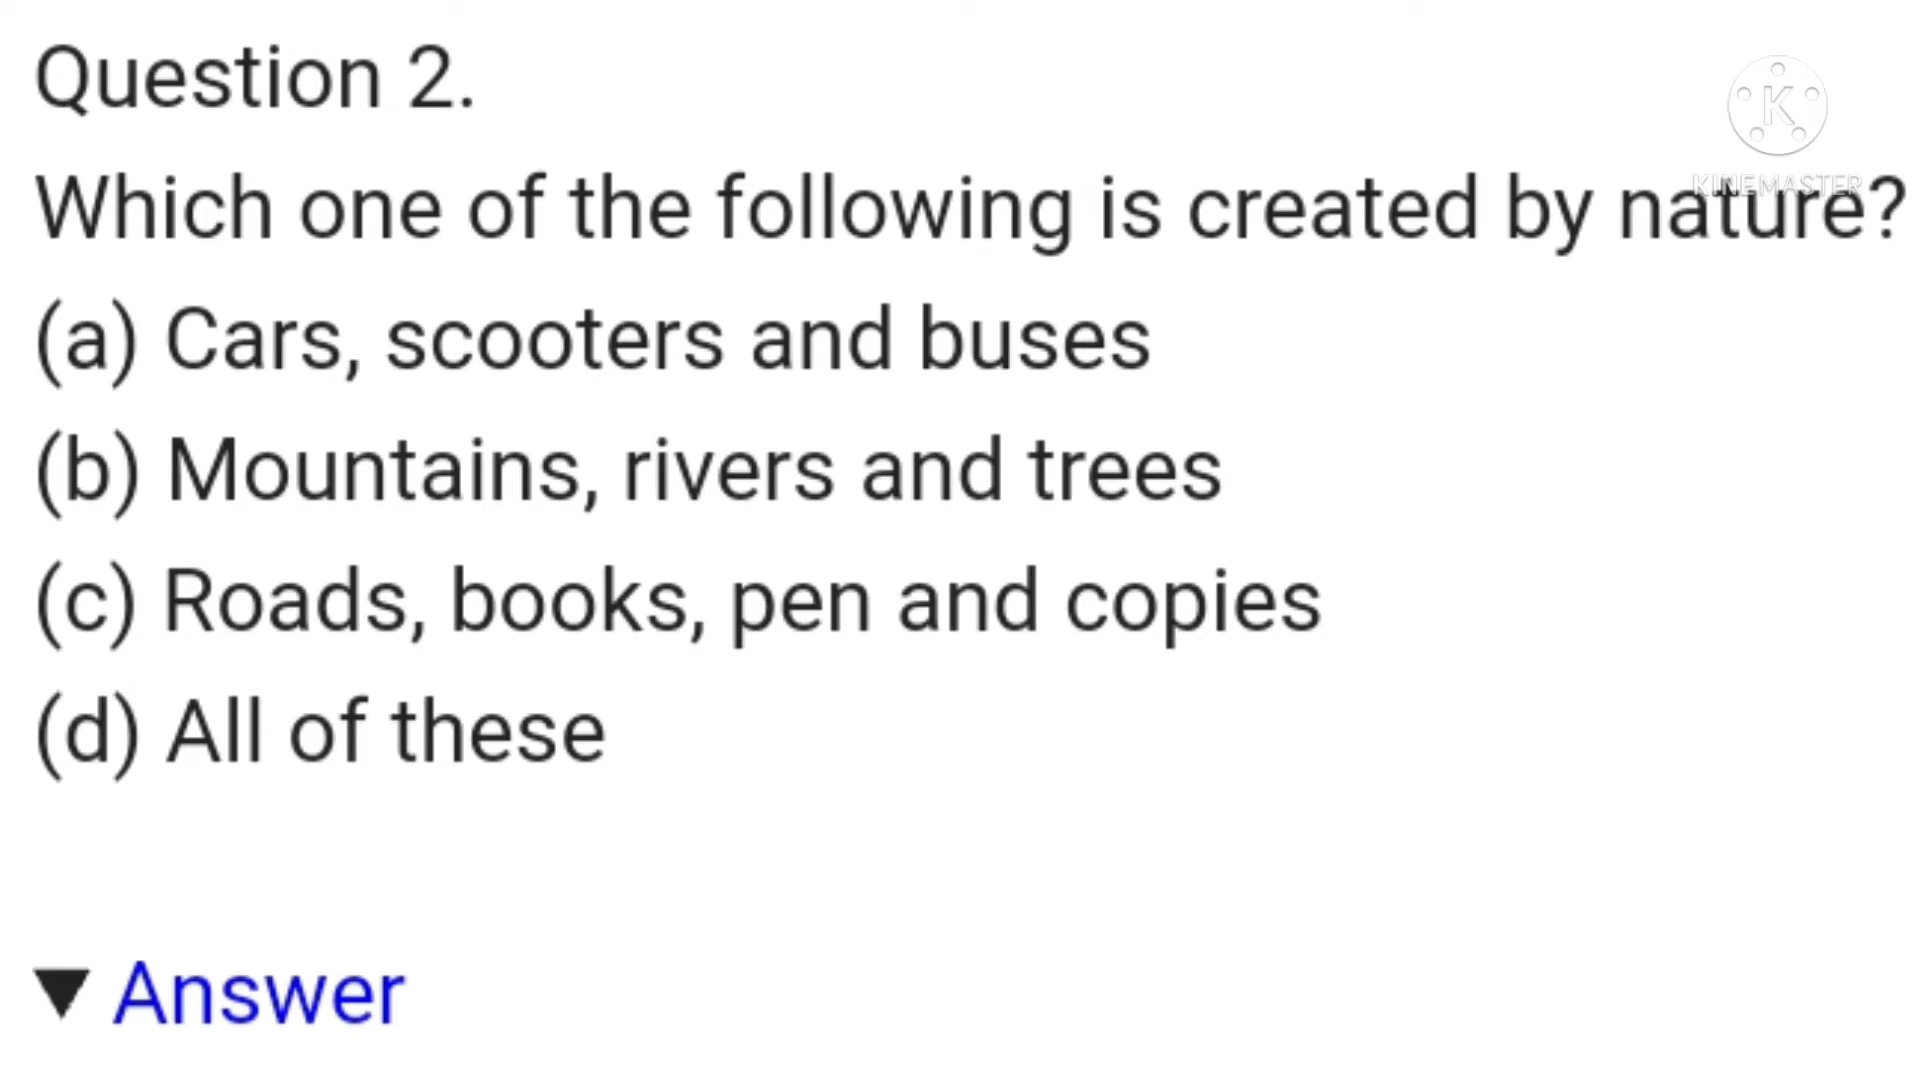 Question 2.
K
KINEMASTER
Which one of the following is created by nature?
(a) Cars, scooters and buses
(b) Mountains, rivers and trees
(c) Roads, books, pen and copies
(d) All of these
▼ Answer